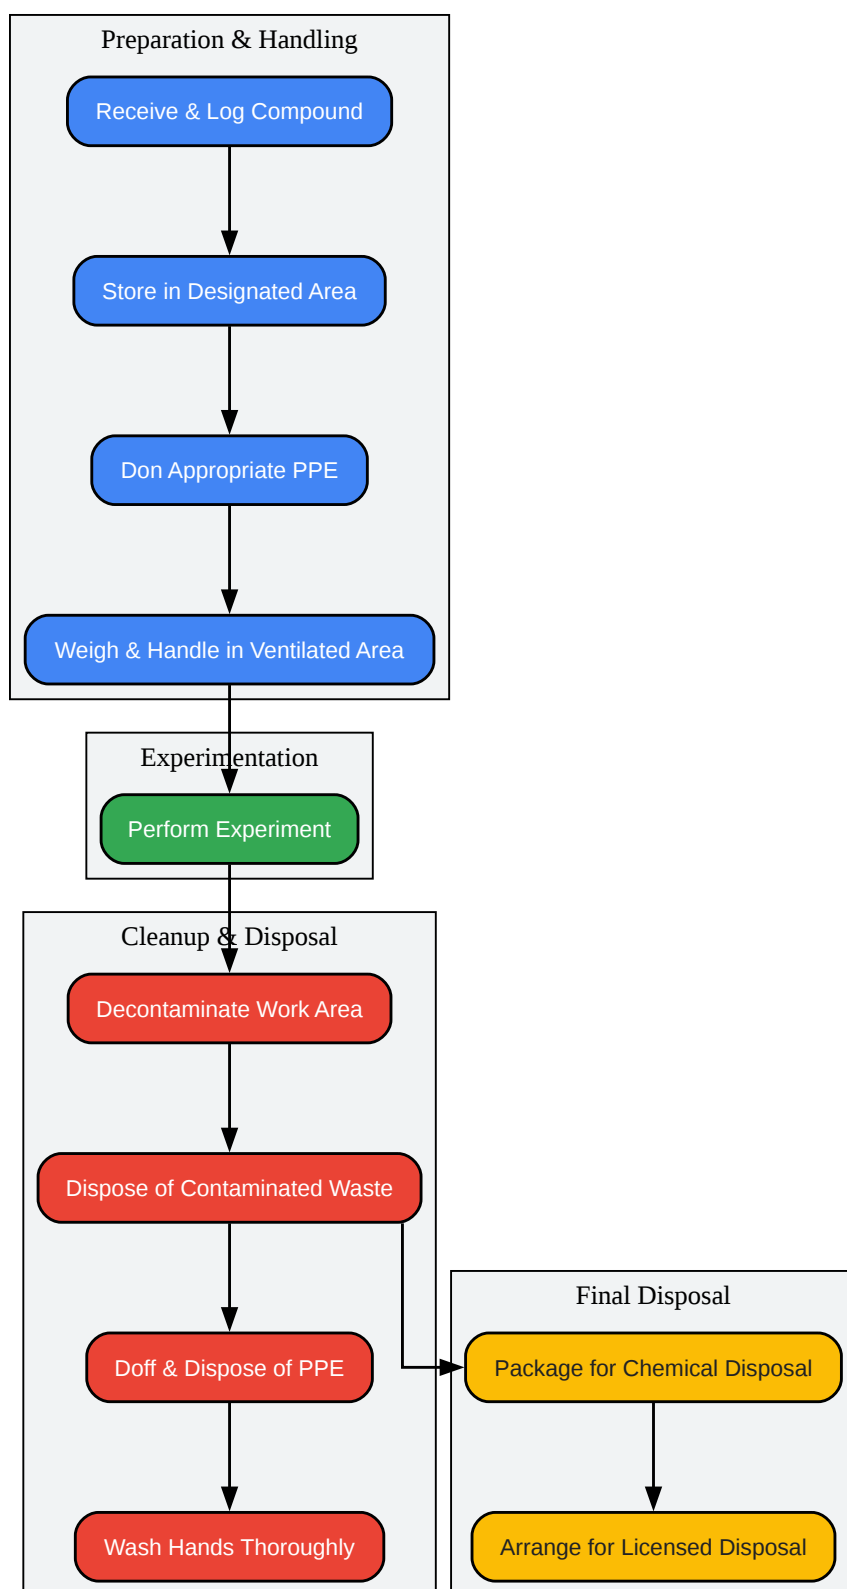 Preparation & Handling
Receive & Log Compound
Store in Designated Area
Don Appropriate PPE
Weigh & Handle in Ventilated Area
Experimentation
Perform Experiment
Cleanup & Disposal
Decontaminate Work Area
Dispose of Contaminated Waste
Doff & Dispose of PPE
Wash Hands Thoroughly
Final Disposal
Package for Chemical Disposal
Arrange for Licensed Disposal